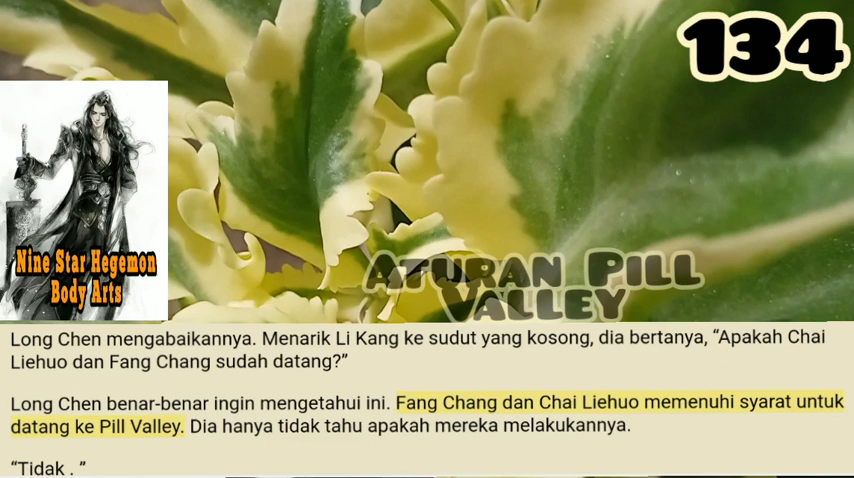 134
Nine Star Hegemon
Body Arts
ATURAN PILL
VALLEY
Long Chen mengabaikannya. Menarik Li Kang ke sudut yang kosong, dia bertanya, “Apakah Chai
Liehuo dan Fang Chang sudah datang?”
Long Chen benar-benar ingin mengetahui ini. Fang Chang dan Chai Liehuo memenuhi syarat untuk
datang ke Pill Valley. Dia hanya tidak tahu apakah mereka melakukannya.
“Tidak . ”